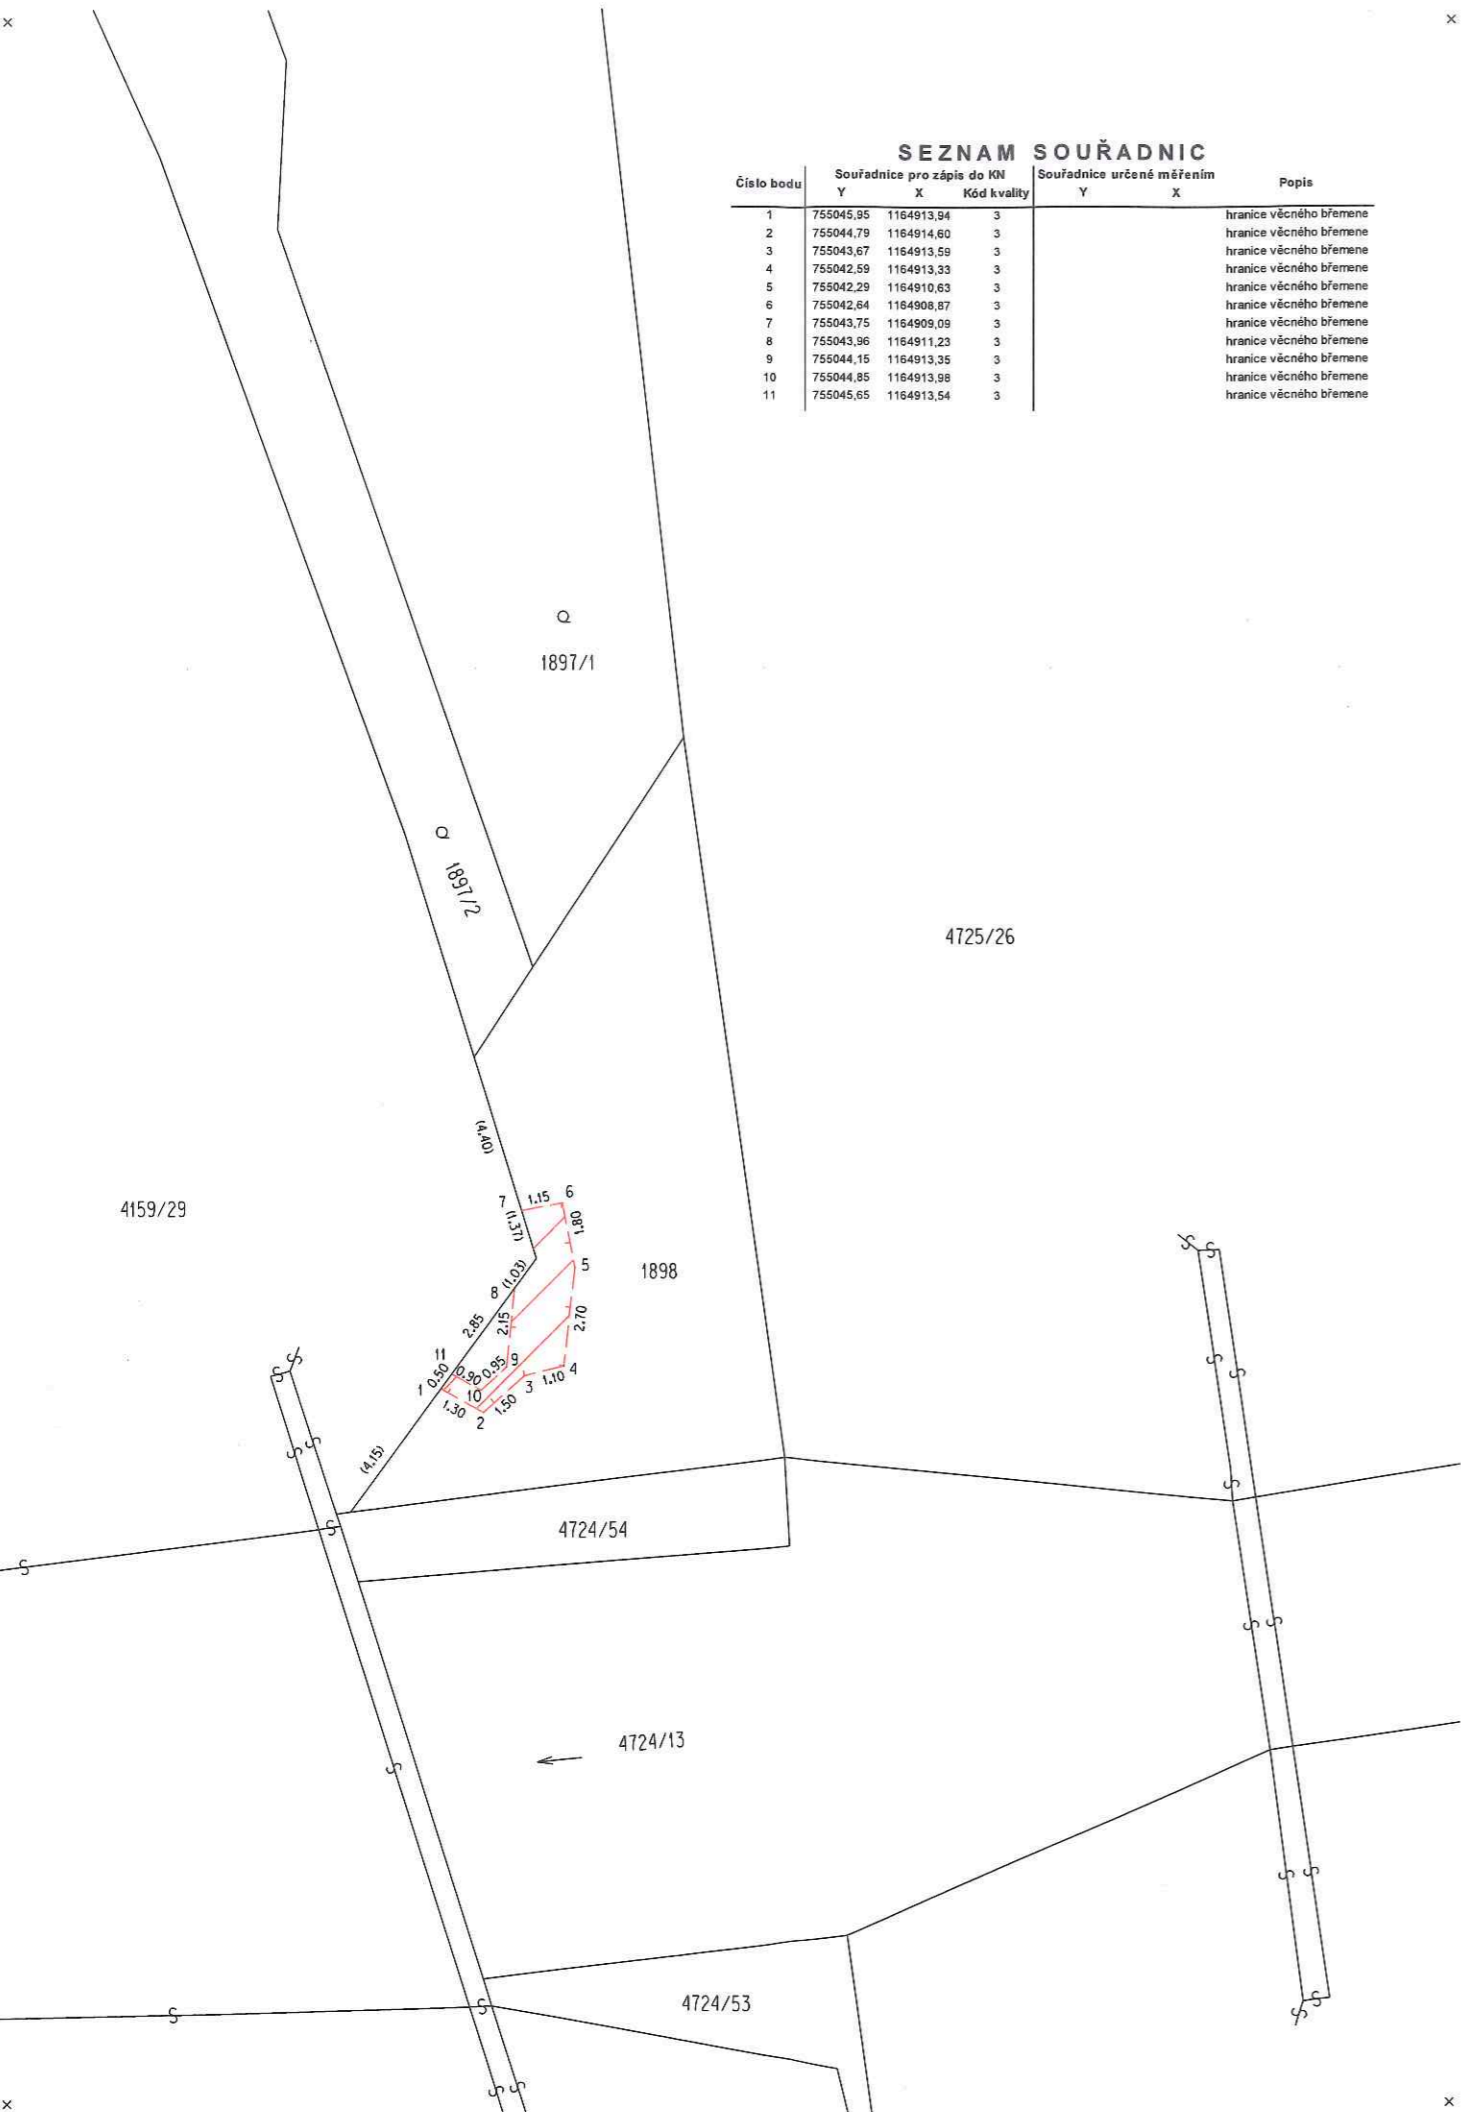 SEZNAM SOUŘADNIC
Číslo bodu Souřadnice pro zápis do KN Souřadnice určené měřením Popis
Y X Kód kvality Y X
1 755045,95 1164913,94 3 hranice věcného břemene
2 755044,79 1164914,60 3 hranice věcného břemene
3 755043,67 1164913,59 3 hranice věcného břemene
4 755042,59 1164913,33 3 hranice věcného břemene
5 755042,29 1164910,63 3 hranice věcného břemene
6 755042,64 1164908,87 3 hranice věcného břemene
7 755043,75 1164909,09 3 hranice věcného břemene
8 755043,96 1164911,23 3 hranice věcného břemene
9 755044,15 1164913,35 3 hranice věcného břemene
10 755044,85 1164913,98 3 hranice věcného břemene
11 755045,65 1164913,54 3 hranice věcného břemene
1897/1
1897/2
4725/26
(4.40)
4159/29
7 1.15 6
(1.37) 1.80
1898
5
8 (1.03)
2.85 2.15 2.70
11 0.90 0.95 9
1 0.50 10 3 1.10 4
1.30 2 1.50
(4.15)
4724/54
4724/13
4724/53